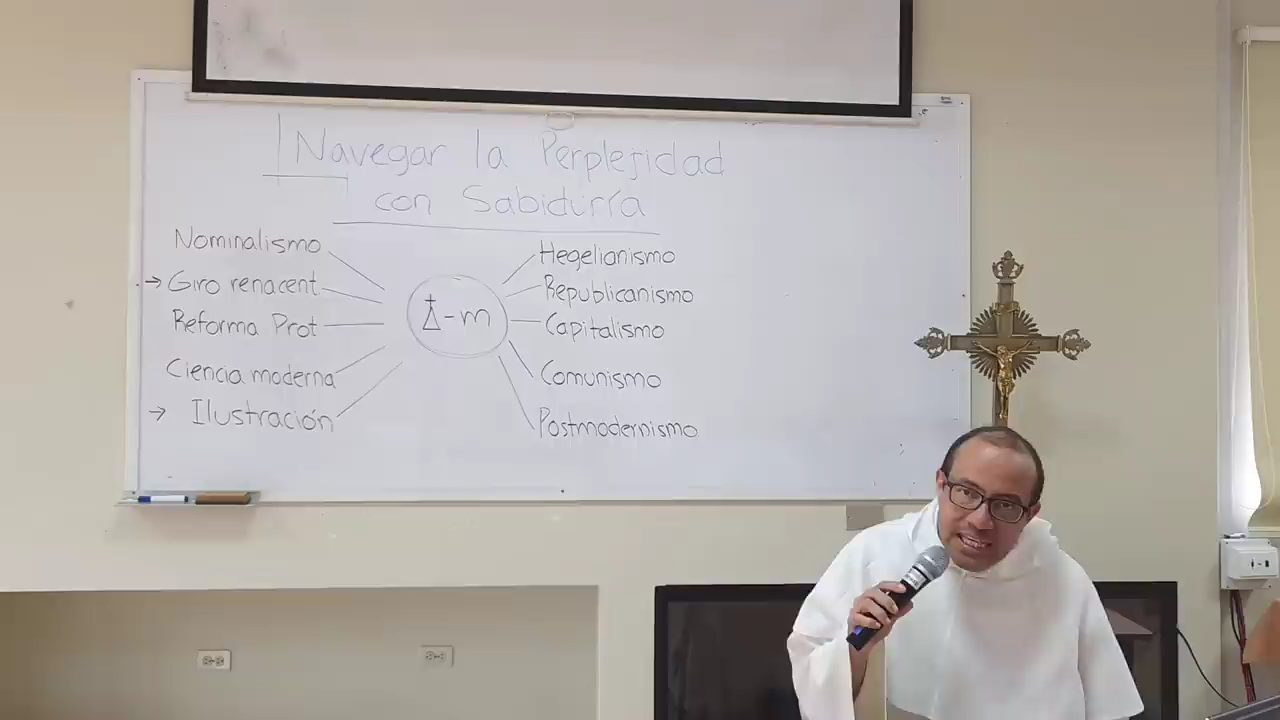 Navegar la Perplejidad
con Sabiduría
Nominalismo
→ Giro renacent.
Reforma Prot
Ciencia moderna
→ Ilustración
Δ-m
Hegelianismo
Republicanismo
Capitalismo
Comunismo
Postmodernismo